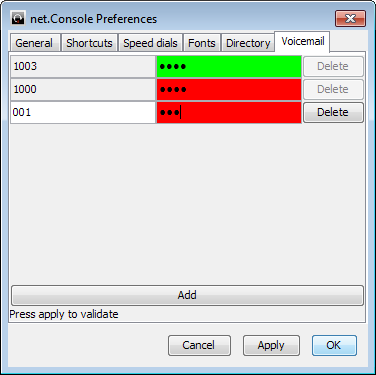 net.Console Preferences
General Shortcuts Speed dials Fonts Directory Voicemail
1003 •••• Delete
1000 •••• Delete
001 ••• Delete
Add
Press apply to validate
Cancel Apply OK